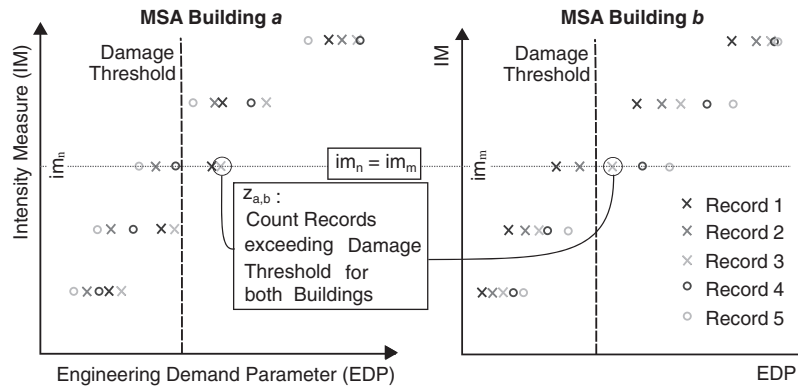 MSA Building a
MSA Building b
Intensity Measure (IM)
Damage
Threshold
im_n
im_n = im_m
z_a,b :
Count Records
exceeding Damage
Threshold for
both Buildings
Engineering Demand Parameter (EDP)
IM
Damage
Threshold
im_m
Record 1
Record 2
Record 3
Record 4
Record 5
EDP